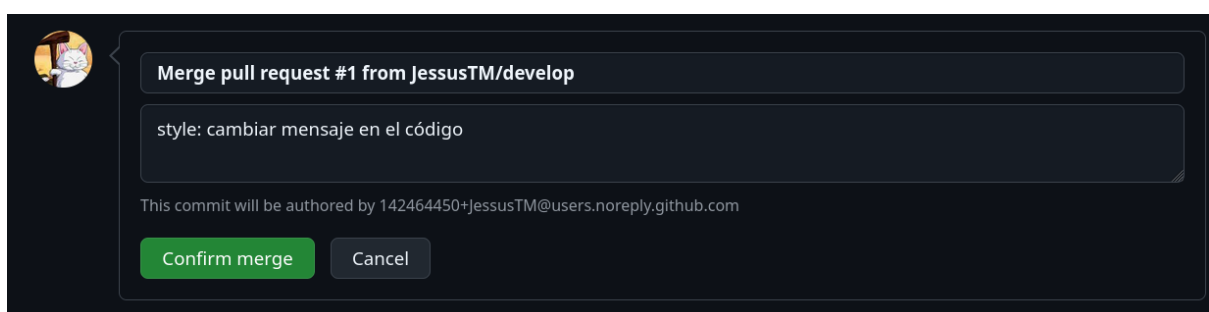 Merge pull request #1 from JessusTM/develop
style: cambiar mensaje en el código
This commit will be authored by 142464450+JessusTM@users.noreply.github.com
Confirm merge
Cancel